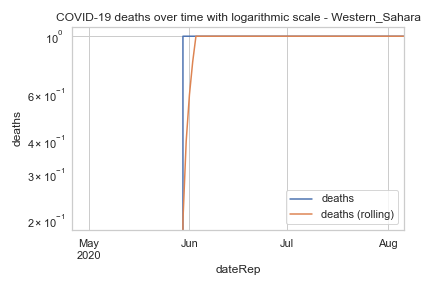 COVID-19 deaths over time with logarithmic scale - Western_Sahara
10⁰
6 × 10⁻¹
4 × 10⁻¹
3 × 10⁻¹
2 × 10⁻¹
deaths
deaths
deaths (rolling)
May
2020
Jun
Jul
Aug
dateRep